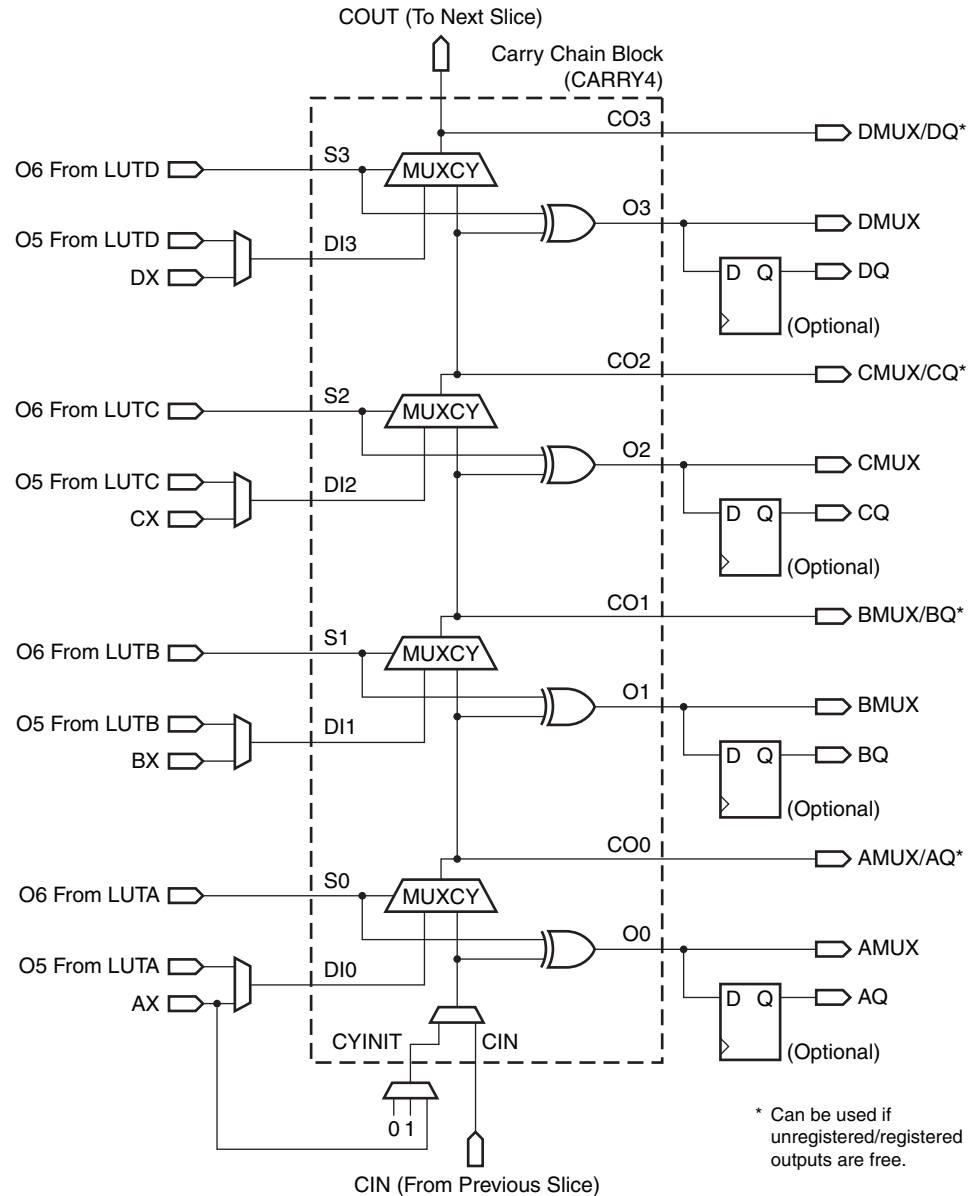 COUT (To Next Slice)
Carry Chain Block
(CARRY4)
CO3
DMUX/DQ*
O6 From LUTD
S3
MUXCY
O3
DMUX
O5 From LUTD
DI3
DX
D Q
DQ
(Optional)
CO2
CMUX/CQ*
O6 From LUTC
S2
MUXCY
O2
CMUX
O5 From LUTC
DI2
CX
D Q
CQ
(Optional)
CO1
BMUX/BQ*
O6 From LUTB
S1
MUXCY
O1
BMUX
O5 From LUTB
DI1
BX
D Q
BQ
(Optional)
CO0
AMUX/AQ*
O6 From LUTA
S0
MUXCY
O0
AMUX
O5 From LUTA
DI0
AX
D Q
AQ
CYINIT
CIN
(Optional)
0 1
* Can be used if
unregistered/registered
outputs are free.
CIN (From Previous Slice)